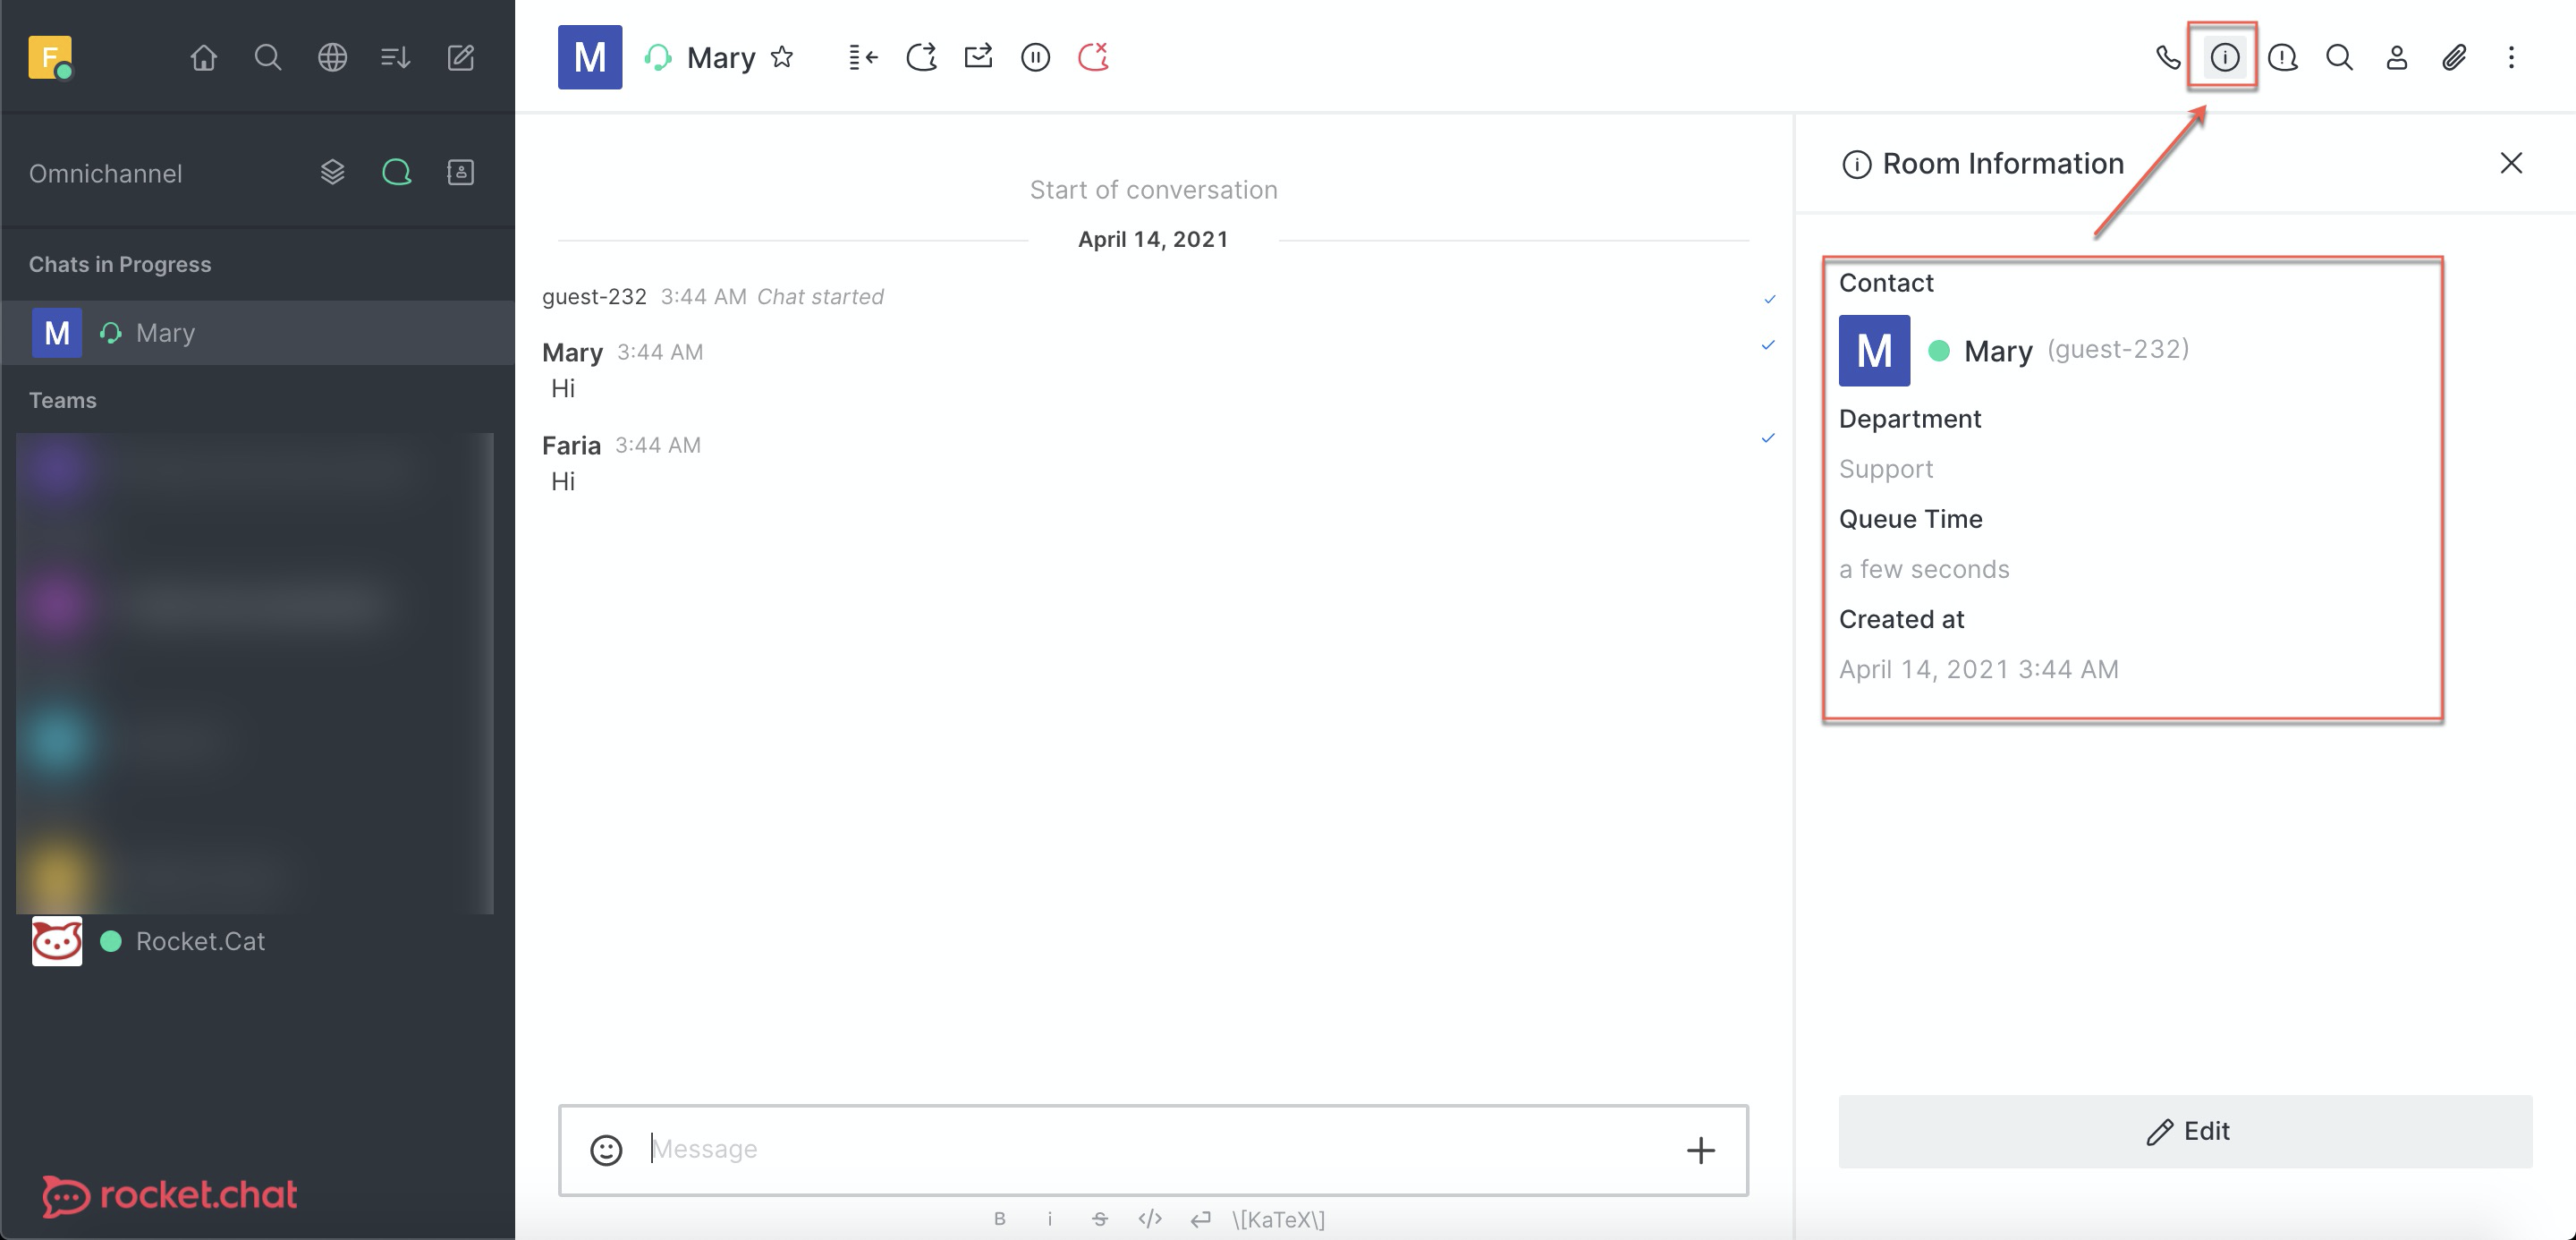 F
Omnichannel
Chats in Progress
M Mary
Teams
Rocket.Cat
rocket.chat
M Mary
Start of conversation
April 14, 2021
guest-232 3:44 AM Chat started
Mary 3:44 AM
Hi
Faria 3:44 AM
Hi
Message
B i S </> \[KaTeX\]
Room Information
Contact
M Mary (guest-232)
Department
Support
Queue Time
a few seconds
Created at
April 14, 2021 3:44 AM
Edit